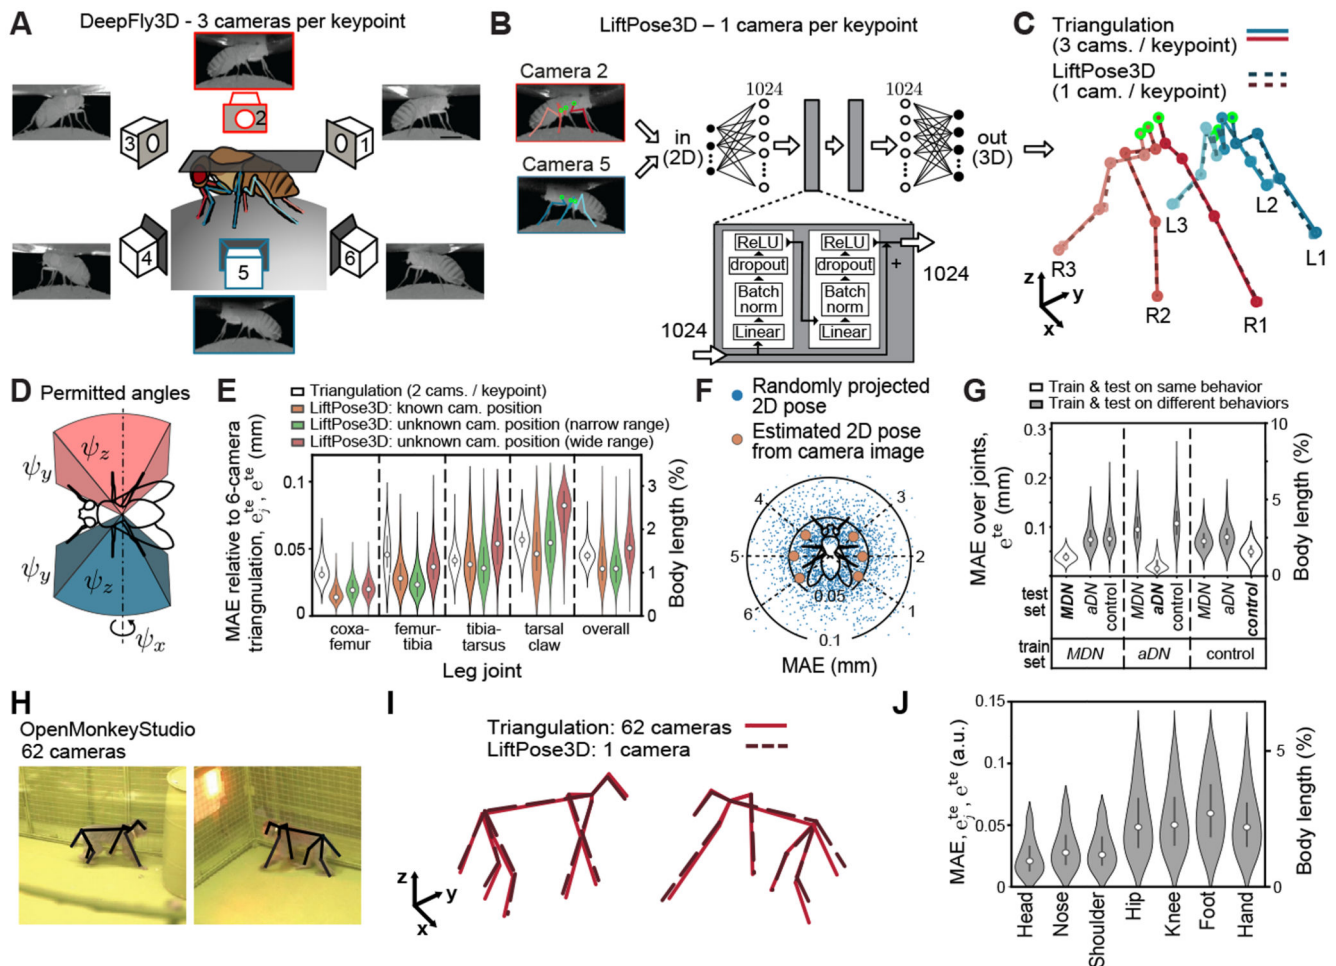 A
DeepFly3D - 3 cameras per keypoint
2
3
1
4
5
6
B
LiftPose3D – 1 camera per keypoint
Camera 2
Camera 5
in
(2D)
1024
1024
out
(3D)
ReLU
ReLU
dropout
dropout
Batch
norm
Batch
norm
Linear
Linear
+
1024
1024
C
Triangulation
(3 cams. / keypoint)
LiftPose3D
(1 cam. / keypoint)
R3
R2
R1
L3
L2
L1
z
y
x
D
Permitted angles
ψz
ψy
ψy
ψz
ψx
E
Triangulation (2 cams. / keypoint)
LiftPose3D: known cam. position
LiftPose3D: unknown cam. position (narrow range)
LiftPose3D: unknown cam. position (wide range)
MAE relative to 6-camera
triangnulation, e_j^te, e^te (mm)
0.1
0.05
0
3
2
1
0
Body length (%)
coxa-
femur
femur-
tibia
tibia-
tarsus
tarsal
claw
overall
Leg joint
F
Randomly projected
2D pose
Estimated 2D pose
from camera image
4
3
5
2
6
1
0.05
0.1
MAE (mm)
G
Train & test on same behavior
Train & test on different behaviors
MAE over joints,
e^te (mm)
0.3
0.2
0.1
10
5
0
Body length (%)
test
set
MDN
aDN
control
MDN
aDN
control
MDN
aDN
control
train
set
MDN
aDN
control
H
OpenMonkeyStudio
62 cameras
I
Triangulation: 62 cameras
LiftPose3D: 1 camera
z
y
x
J
MAE, e_j^te, e^te (a.u.)
0.15
0.1
0.05
0
5
0
Body length (%)
Head
Nose
Shoulder
Hip
Knee
Foot
Hand